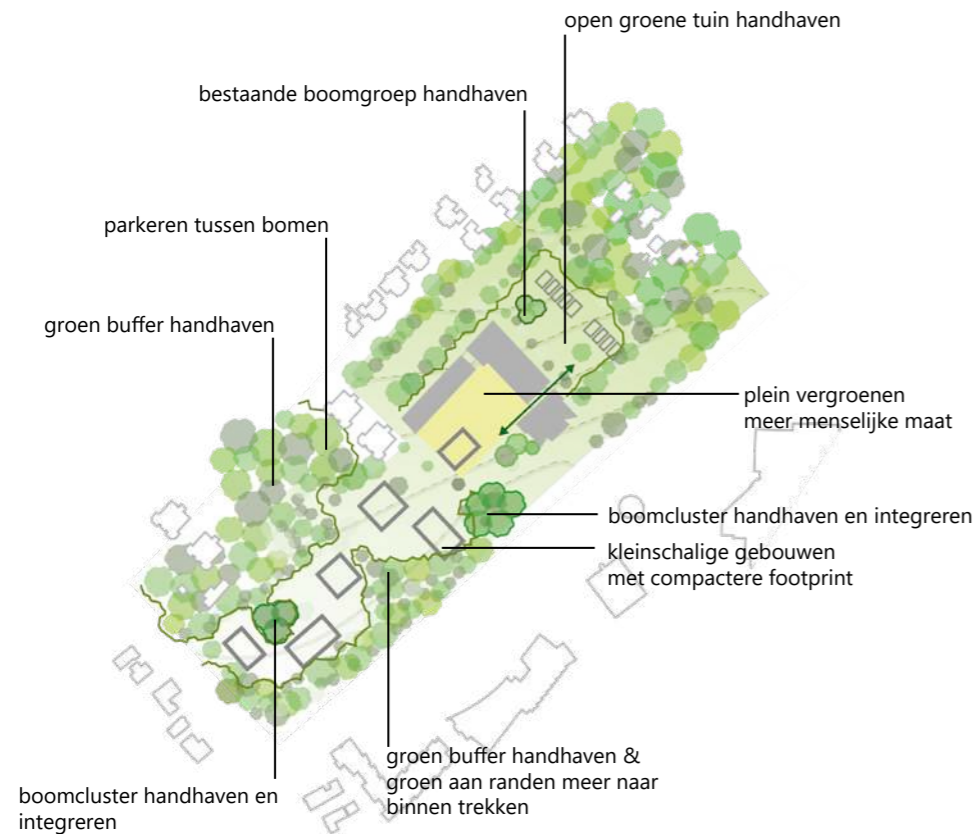 open groene tuin handhaven
bestaande boomgroep handhaven
parkeren tussen bomen
groen buffer handhaven
plein vergroenen
meer menselijke maat
boomcluster handhaven en integreren
kleinschalige gebouwen
met compactere footprint
groen buffer handhaven &
groen aan randen meer naar
binnen trekken
boomcluster handhaven en
integreren